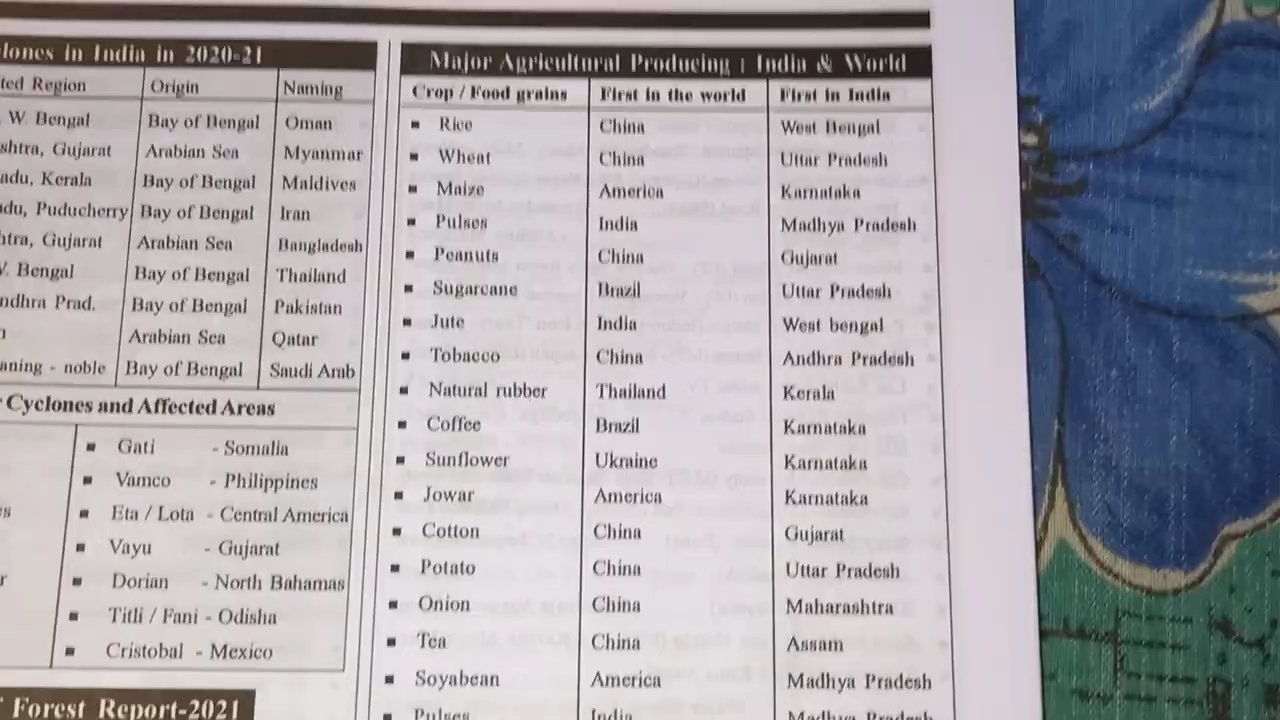 lones in India in 2020-21
ted Region Origin Naming
W. Bengal Bay of Bengal Oman
shtra, Gujarat Arabian Sea Myanmar
adu, Kerala Bay of Bengal Maldives
adu, Puducherry Bay of Bengal Iran
htra, Gujarat Arabian Sea Bangladesh
V. Bengal Bay of Bengal Thailand
ndhra Prad. Bay of Bengal Pakistan
Arabian Sea Qatar
aning - noble Bay of Bengal Saudi Arab
Cyclones and Affected Areas
Gati - Somalia
Vamco - Philippines
Eta / Lota - Central America
Vayu - Gujarat
Dorian - North Bahamas
Titli / Fani - Odisha
Cristobal - Mexico
Forest Report-2021
Major Agricultural Producing : India & World
Crop / Food grains First in the world First in India
Rice China West Bengal
Wheat China Uttar Pradesh
Maize America Karnataka
Pulses India Madhya Pradesh
Peanuts China Gujarat
Sugarcane Brazil Uttar Pradesh
Jute India West bengal
Tobacco China Andhra Pradesh
Natural rubber Thailand Kerala
Coffee Brazil Karnataka
Sunflower Ukraine Karnataka
Jowar America Karnataka
Cotton China Gujarat
Potato China Uttar Pradesh
Onion China Maharashtra
Tea China Assam
Soyabean America Madhya Pradesh
Pulses India Madhya Pradesh